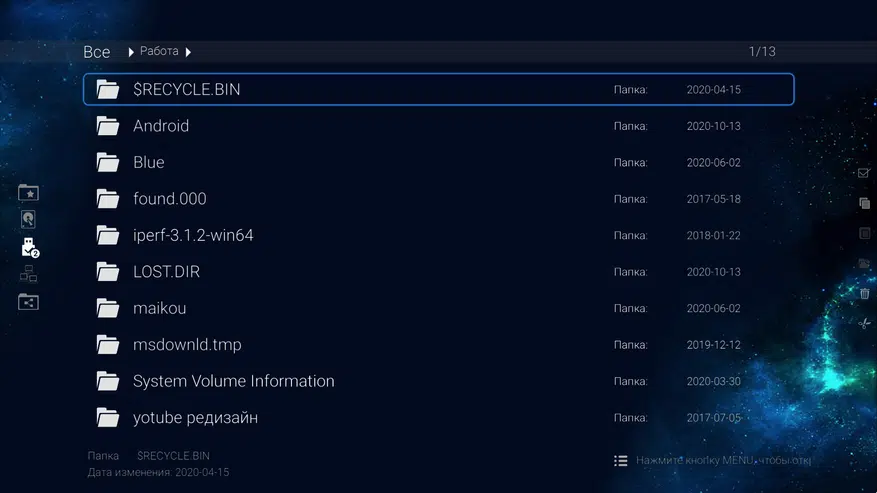 Все Работа 1/13
$RECYCLE.BIN Папка: 2020-04-15
Android Папка: 2020-10-13
Blue Папка: 2020-06-02
found.000 Папка: 2017-05-18
iperf-3.1.2-win64 Папка: 2018-01-22
LOST.DIR Папка: 2020-10-13
maikou Папка: 2020-06-02
msdownld.tmp Папка: 2019-12-12
System Volume Information Папка: 2020-03-30
yotube редизайн Папка: 2017-07-05
2
Папка $RECYCLE.BIN
Дата изменения: 2020-04-15
Нажмите кнопку MENU, чтобы отк